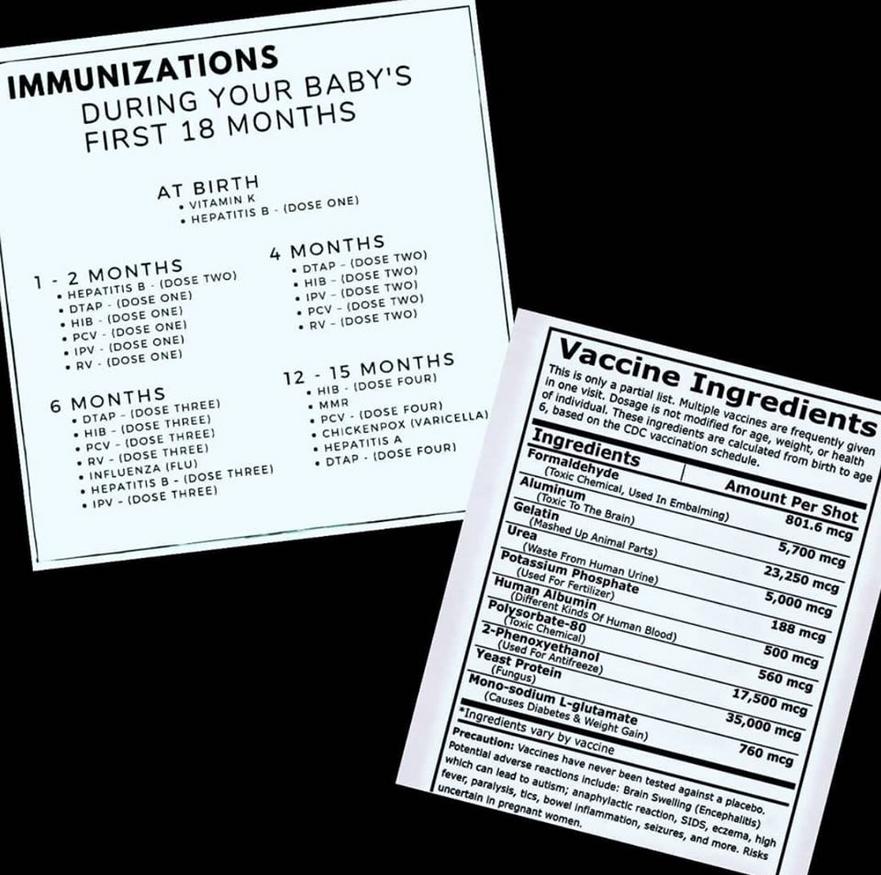 IMMUNIZATIONS
DURING YOUR BABY'S
FIRST 18 MONTHS
AT BIRTH
• VITAMIN K
• HEPATITIS B - (DOSE ONE)
1 - 2 MONTHS
• HEPATITIS B - (DOSE TWO)
• DTAP - (DOSE ONE)
• HIB - (DOSE ONE)
• PCV - (DOSE ONE)
• IPV - (DOSE ONE)
• RV - (DOSE ONE)
4 MONTHS
• DTAP - (DOSE TWO)
• HIB - (DOSE TWO)
• IPV - (DOSE TWO)
• PCV - (DOSE TWO)
• RV - (DOSE TWO)
6 MONTHS
• DTAP - (DOSE THREE)
• HIB - (DOSE THREE)
• PCV - (DOSE THREE)
• RV - (DOSE THREE)
• INFLUENZA (FLU)
• HEPATITIS B - (DOSE THREE)
• IPV - (DOSE THREE)
12 - 15 MONTHS
• HIB - (DOSE FOUR)
• MMR
• PCV - (DOSE FOUR)
• CHICKENPOX (VARICELLA)
• HEPATITIS A
• DTAP - (DOSE FOUR)
Vaccine Ingredients
This is only a partial list. Multiple vaccines are frequently given
in one visit. Dosage is not modified for age, weight, or health
of individual. These ingredients are calculated from birth to age
6, based on the CDC vaccination schedule.
Ingredients | Amount Per Shot
Formaldehyde 801.6 mcg
(Toxic Chemical, Used In Embalming)
Aluminum 5,700 mcg
(Toxic To The Brain)
Gelatin 23,250 mcg
(Mashed Up Animal Parts)
Urea 5,000 mcg
(Waste From Human Urine)
Potassium Phosphate 188 mcg
(Used For Fertilizer)
Human Albumin 500 mcg
(Different Kinds Of Human Blood)
Polysorbate-80 560 mcg
(Toxic Chemical)
2-Phenoxyethanol 17,500 mcg
(Used For Antifreeze)
Yeast Protein 35,000 mcg
(Fungus)
Mono-sodium L-glutamate 760 mcg
(Causes Diabetes & Weight Gain)
*Ingredients vary by vaccine
Precaution: Vaccines have never been tested against a placebo.
Potential adverse reactions include: Brain Swelling (Encephalitis)
which can lead to autism; anaphylactic reaction, SIDS, eczema, high
fever, paralysis, tics, bowel inflammation, seizures, and more. Risks
uncertain in pregnant women.